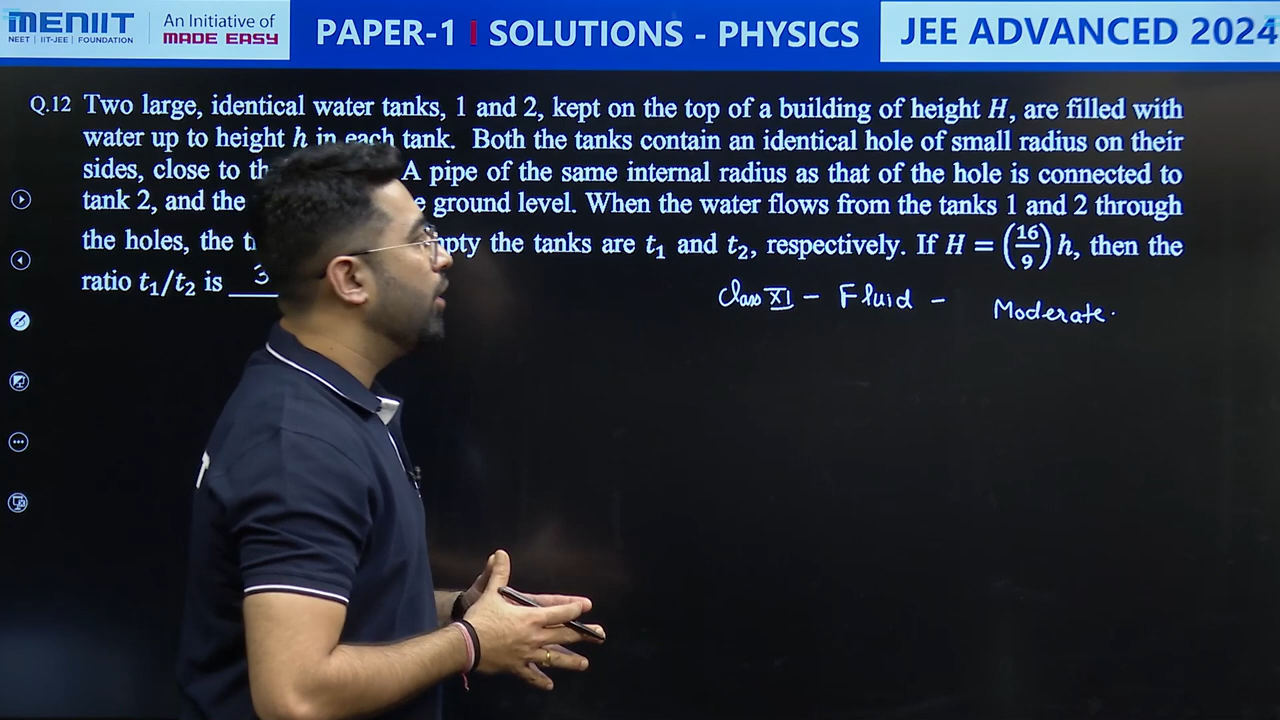 MENIIT
NEET | IIT-JEE | FOUNDATION
An Initiative of
MADE EASY
PAPER-1 | SOLUTIONS - PHYSICS
JEE ADVANCED 2024
Q.12 Two large, identical water tanks, 1 and 2, kept on the top of a building of height H, are filled with
water up to height h in each tank. Both the tanks contain an identical hole of small radius on their
sides, close to A pipe of the same internal radius as that of the hole is connected to
tank 2, and the ground level. When the water flows from the tanks 1 and 2 through
the holes, the the tanks are t₁ and t₂, respectively. If H = (16/9) h, then the
ratio t₁/t₂ is 3
Class XI - Fluid - Moderate.